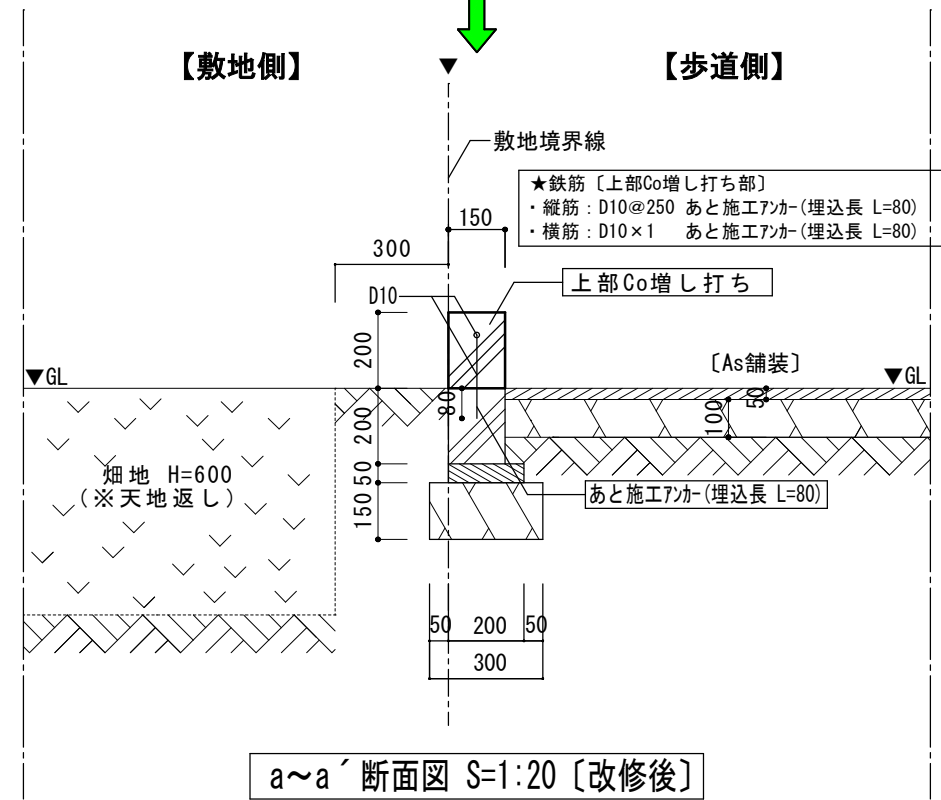 【敷地側】
▼
【歩道側】
敷地境界線
★鉄筋〔上部Co増し打ち部〕
・縦筋：D10@250 あと施工アンカー(埋込長 L=80)
・横筋：D10×1 あと施工アンカー(埋込長 L=80)
150
300
上部Co増し打ち
D10
200
〔As舗装〕
▼GL
▼GL
80
50
100
200
畑地 H=600
(※天地返し)
50
あと施工アンカー(埋込長 L=80)
150
50 200 50
300
a～a´断面図 S=1:20〔改修後〕